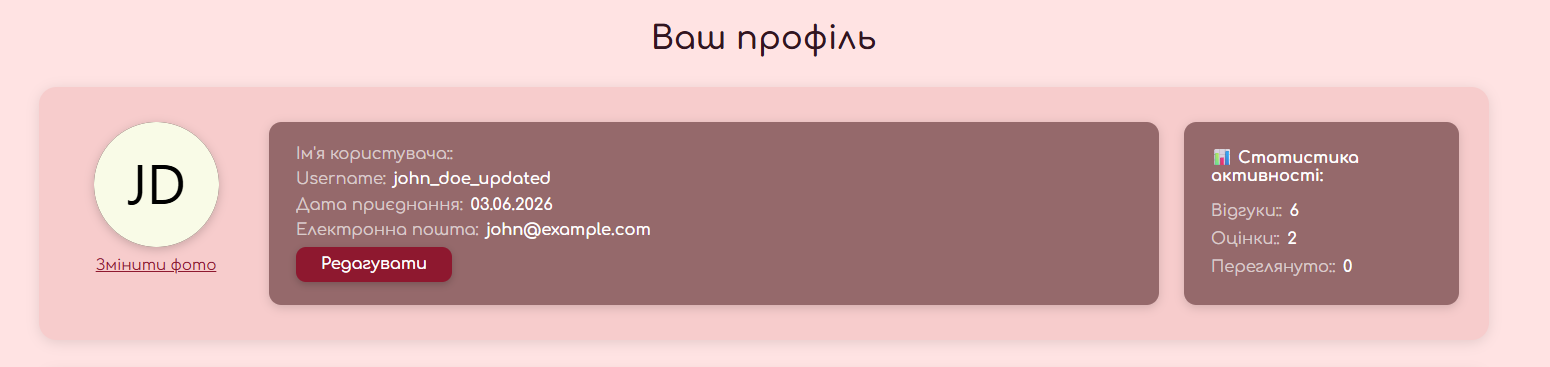 Ваш профіль
JD
Змінити фото
Ім'я користувача::
Username: john_doe_updated
Дата приєднання: 03.06.2026
Електронна пошта: john@example.com
Редагувати
📊 Статистика
активності:
Відгуки:: 6
Оцінки:: 2
Переглянуто:: 0